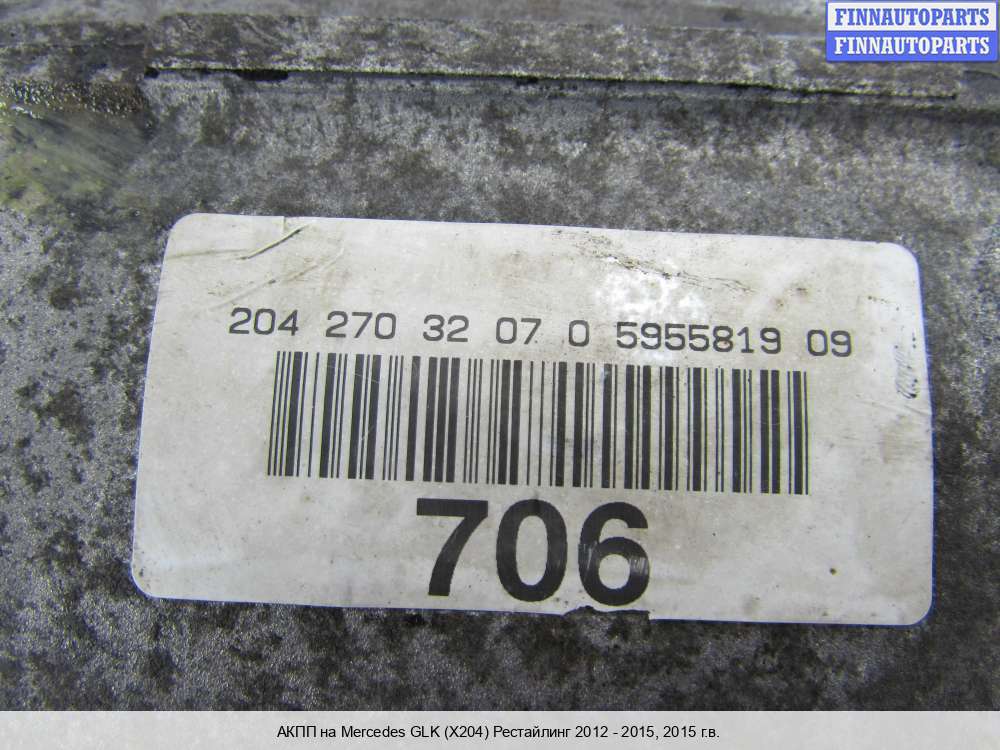 FINNAUTOPARTS
FINNAUTOPARTS
204 270 32 07 0 5955819 09
706
АКПП на Mercedes GLK (X204) Рестайлинг 2012 - 2015, 2015 г.в.